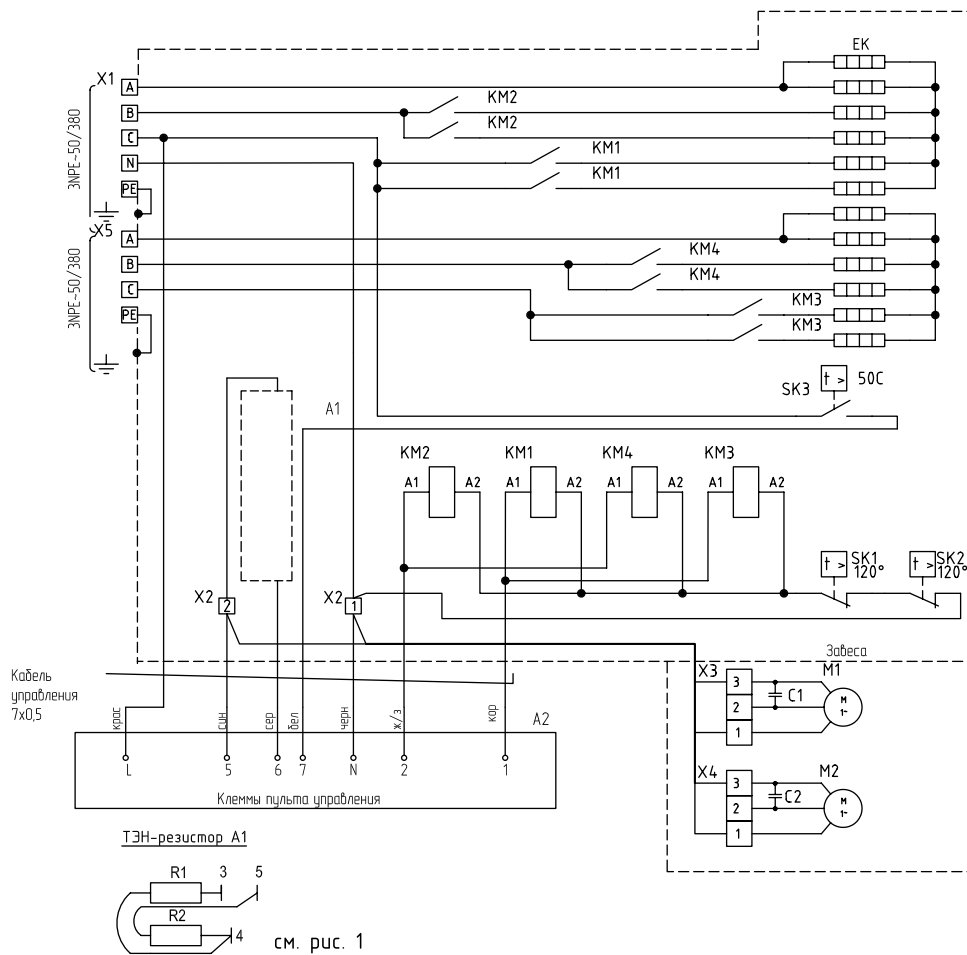 EK
X1
A
B
KM2
C
KM2
N
KM1
PE
KM1
3NPE~50/380
X5
A
B
KM4
C
KM4
PE
KM3
KM3
3NPE~50/380
t >
50C
SK3
A1
KM2
KM1
KM4
KM3
A1
A2
A1
A2
A1
A2
A1
A2
t >
SK1
120°
t >
SK2
120°
X2
2
X2
1
Завеса
Кабель
управления
7x0,5
X3
3
2
1
C1
M1
M
1~
крас
син
сер
бел
черн
ж/з
кор
A2
L
5
6
7
N
2
1
Клеммы пульта управления
X4
3
2
1
C2
M2
M
1~
ТЭН-резистор А1
R1
3
5
R2
4
см. рис. 1